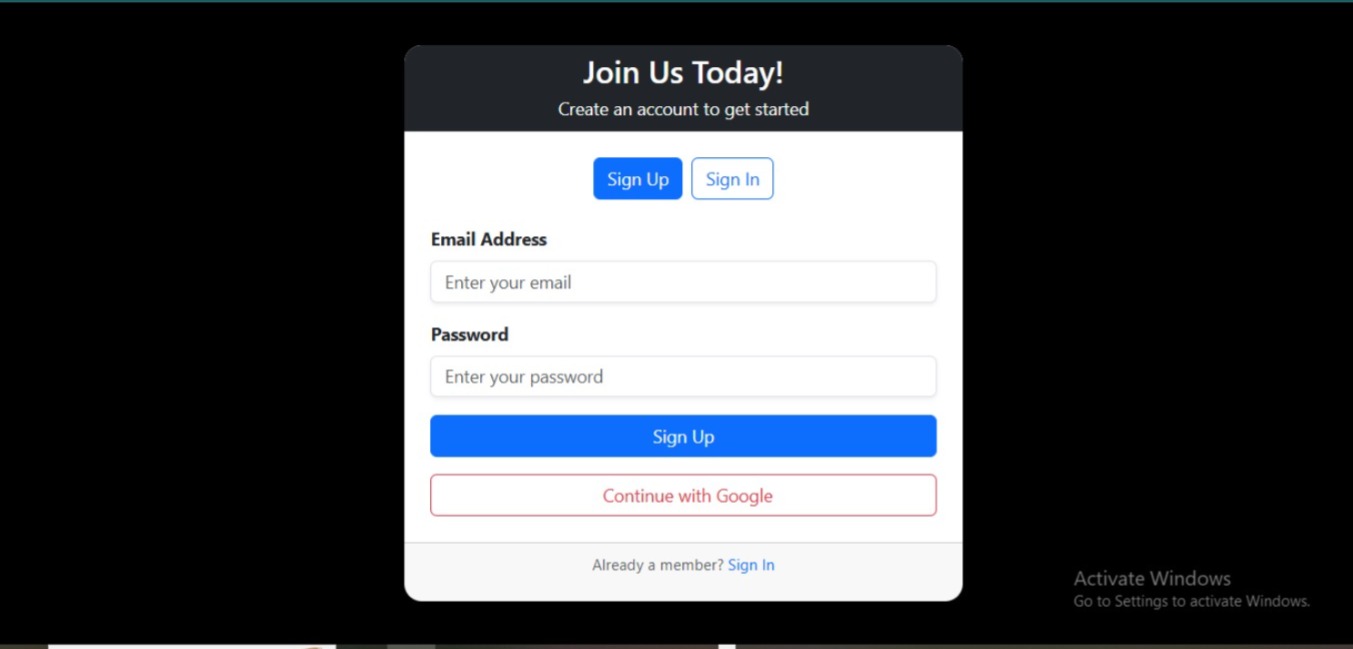 Join Us Today!
Create an account to get started
Sign Up Sign In
Email Address
Enter your email
Password
Enter your password
Sign Up
Continue with Google
Already a member? Sign In
Activate Windows
Go to Settings to activate Windows.